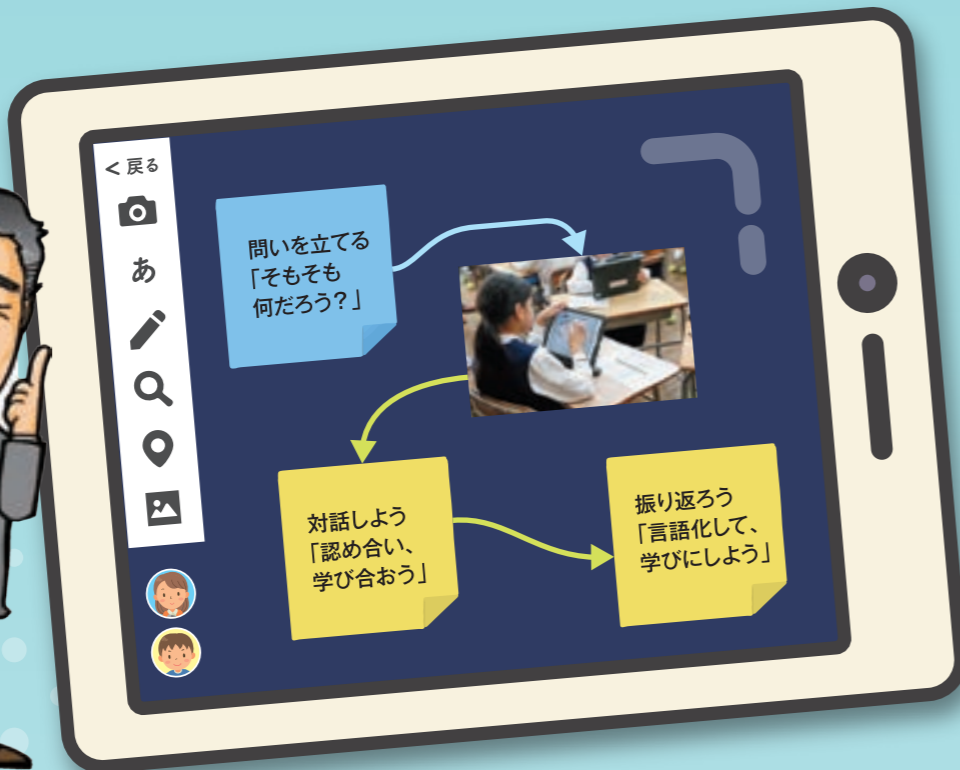 < 戻る
あ
問いを立てる
「そもそも
何だろう？」
対話しよう
「認め合い、
学び合おう」
振り返ろう
「言語化して、
学びにしよう」